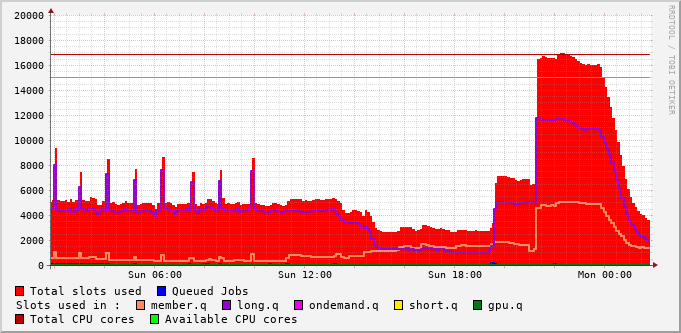 20000
18000
16000
14000
12000
10000
8000
6000
4000
2000
0
Sun 06:00 Sun 12:00 Sun 18:00 Mon 00:00
RRDTOOL / TOBI OETIKER
Total slots used Queued Jobs
Slots used in : member.q long.q ondemand.q short.q gpu.q
Total CPU cores Available CPU cores